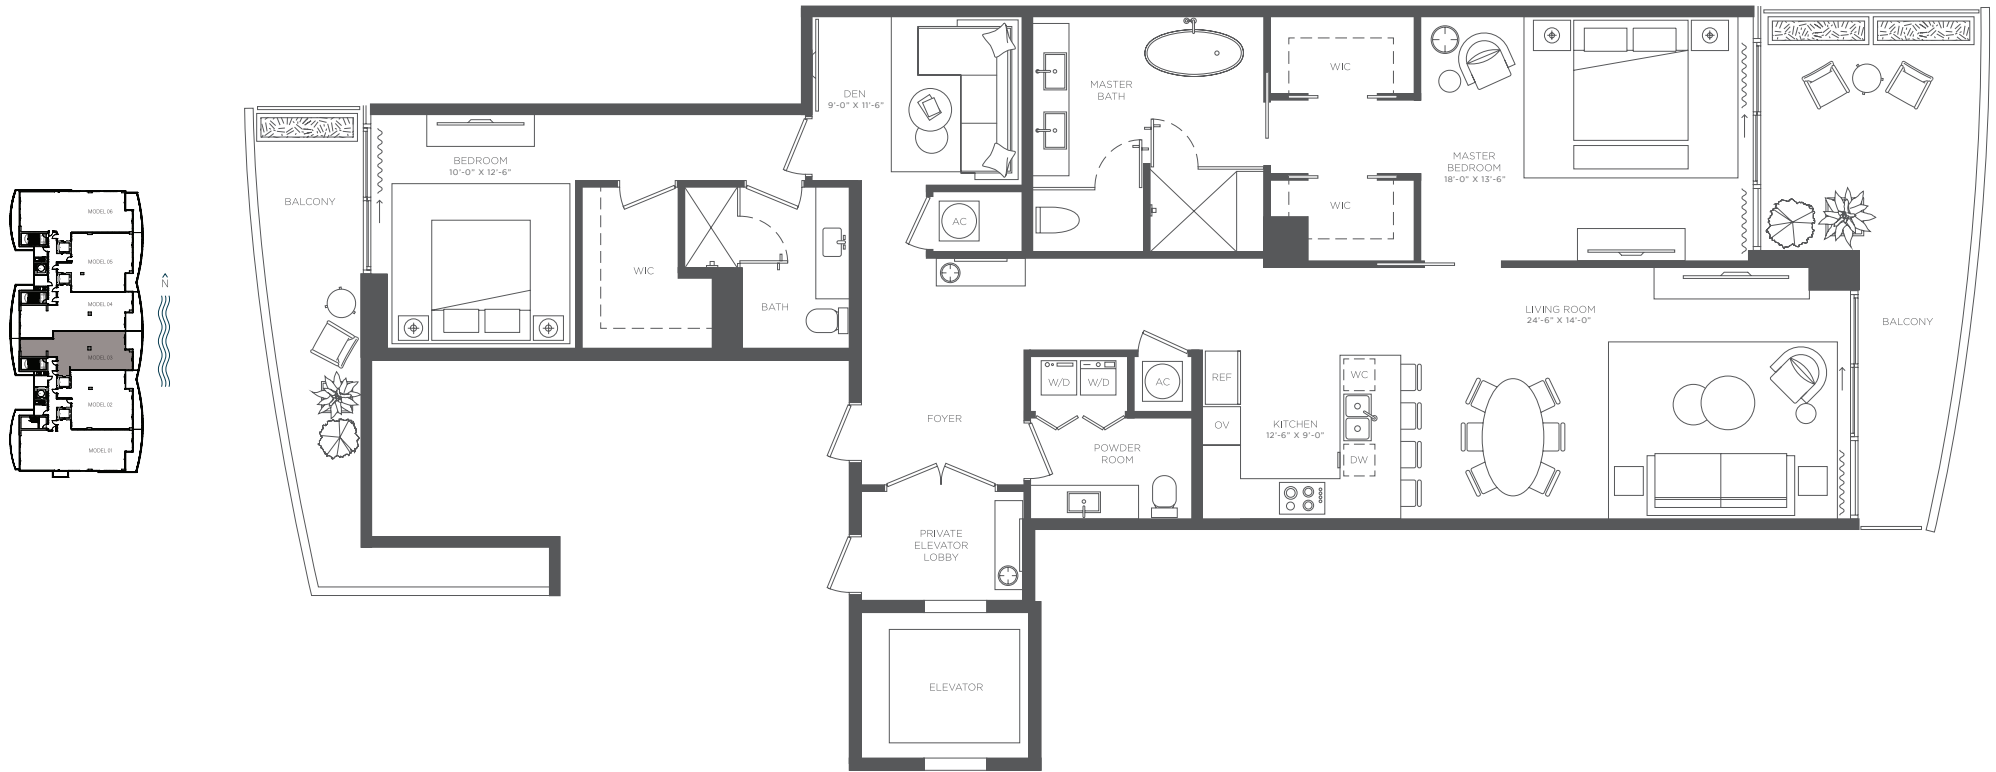 MODEL 06
MODEL 05
MODEL 04
MODEL 03
MODEL 02
MODEL 01
N
BALCONY
BEDROOM
10'-0" X 12'-6"
WIC
BATH
DEN
9'-0" X 11'-6"
AC
MASTER
BATH
WIC
WIC
MASTER
BEDROOM
18'-0" X 13'-6"
LIVING ROOM
24'-6" X 14'-0"
BALCONY
FOYER
W/D
W/D
AC
POWDER
ROOM
REF
OV
KITCHEN
12'-6" X 9'-0"
WC
DW
PRIVATE
ELEVATOR
LOBBY
ELEVATOR